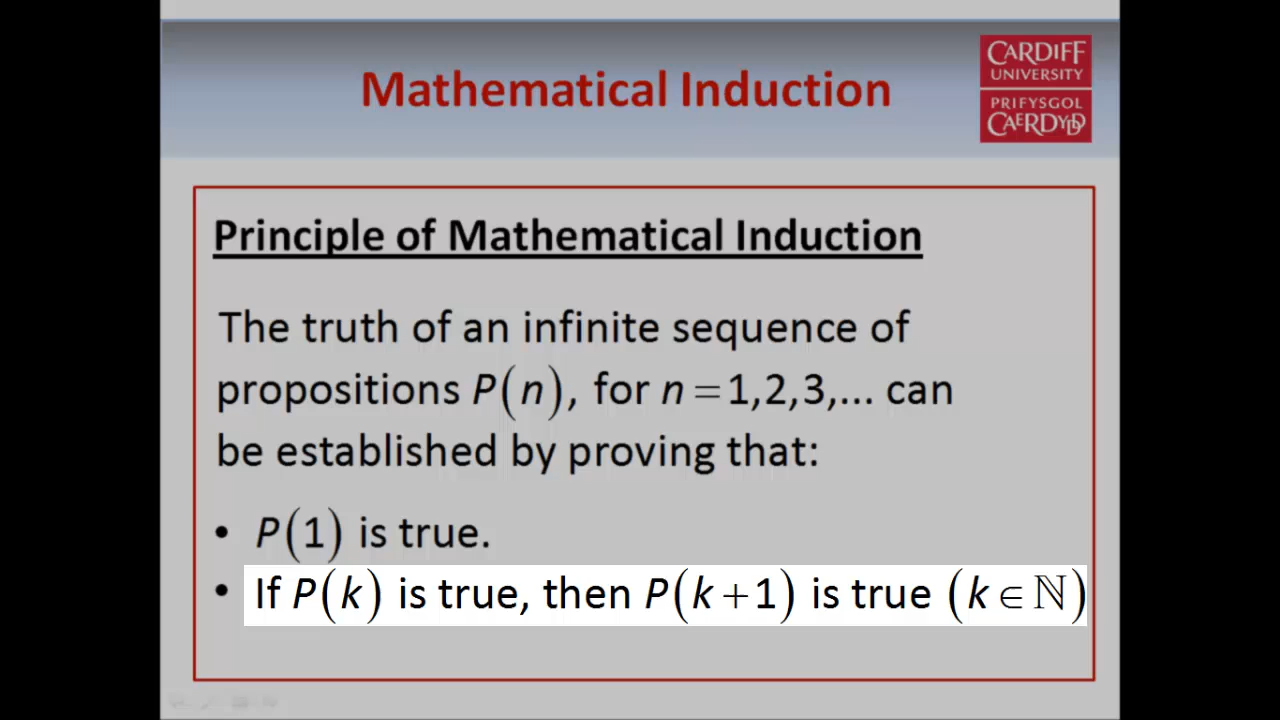 Mathematical Induction
CARDIFF
UNIVERSITY
PRIFYSGOL
CAERDYDD
Principle of Mathematical Induction
The truth of an infinite sequence of
propositions P(n), for n = 1,2,3,... can
be established by proving that:
• P(1) is true.
• If P(k) is true, then P(k+1) is true (k ∈ ℕ)